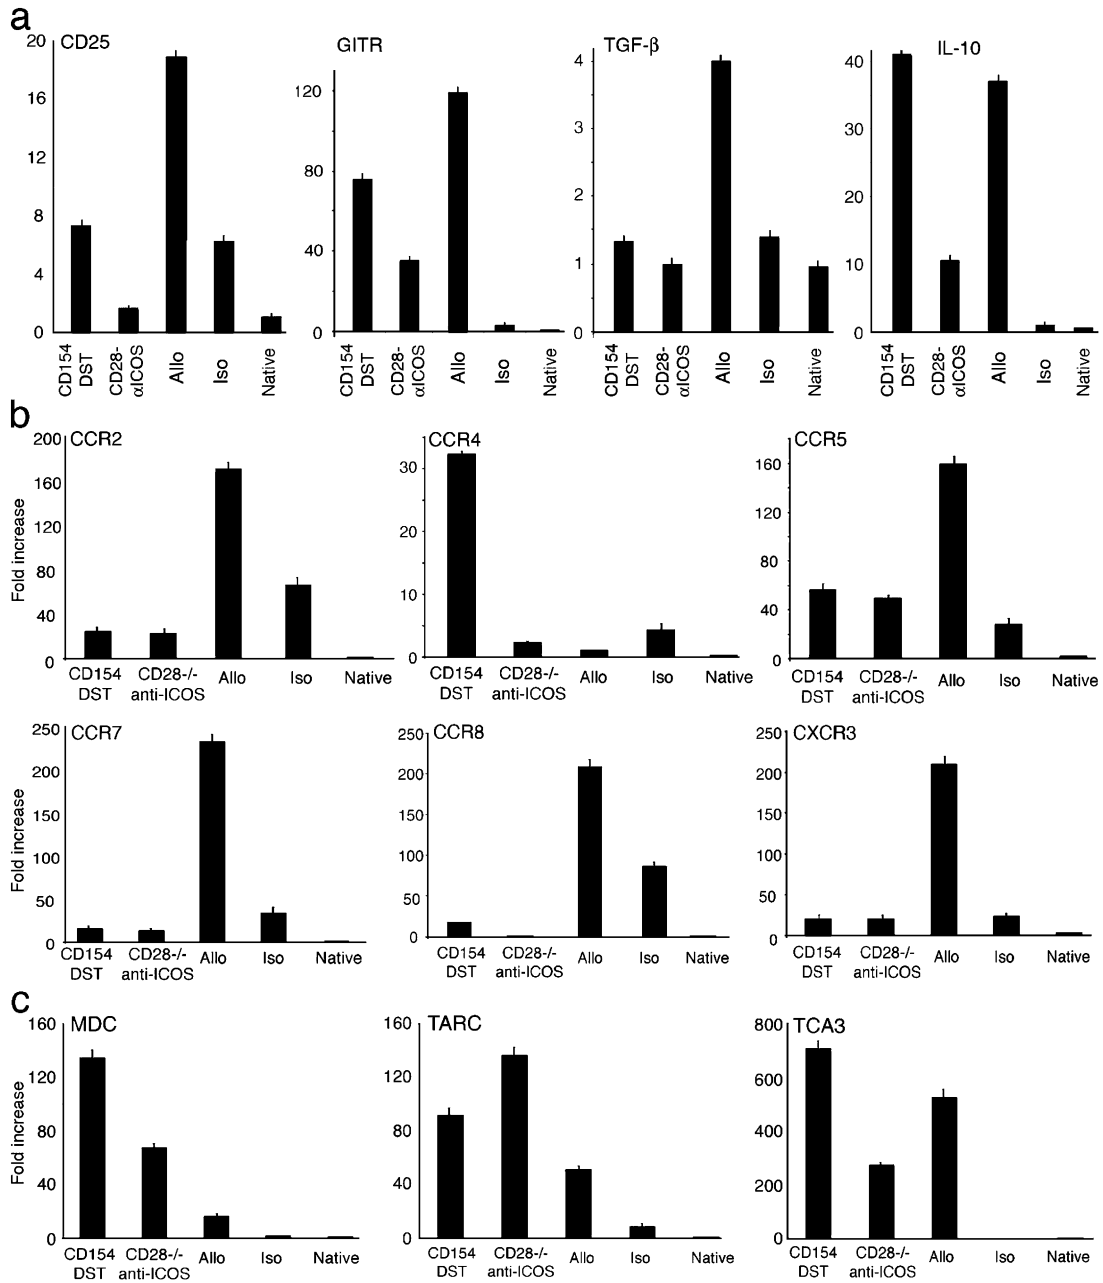 a
CD25
20
16
12
8
4
0
CD154
DST
CD28-
αICOS
Allo
Iso
Native
GITR
120
80
40
0
CD154
DST
CD28-
αICOS
Allo
Iso
Native
TGF-β
4
4
3
2
1
0
CD154
DST
CD28-
αICOS
Allo
Iso
Native
IL-10
40
30
20
10
0
CD154
DST
CD28-
αICOS
Allo
Iso
Native
b
Fold increase
CCR2
200
160
120
80
40
0
CD154 CD28-/- Allo Iso Native
DST anti-ICOS
CCR4
30
20
10
0
CD154 CD28-/- Allo Iso Native
DST anti-ICOS
CCR5
160
120
80
40
0
CD154 CD28-/- Allo Iso Native
DST anti-ICOS
Fold increase
CCR7
250
200
150
100
50
0
CD154 CD28-/- Allo Iso Native
DST anti-ICOS
CCR8
250
200
150
100
50
0
CD154 CD28-/- Allo Iso Native
DST anti-ICOS
CXCR3
250
200
150
100
50
0
CD154 CD28-/- Allo Iso Native
DST anti-ICOS
c
Fold increase
MDC
160
120
80
40
0
CD154 CD28-/- Allo Iso Native
DST anti-ICOS
TARC
160
120
80
40
0
CD154 CD28-/- Allo Iso Native
DST anti-ICOS
TCA3
800
600
400
200
0
CD154 CD28-/- Allo Iso Native
DST anti-ICOS